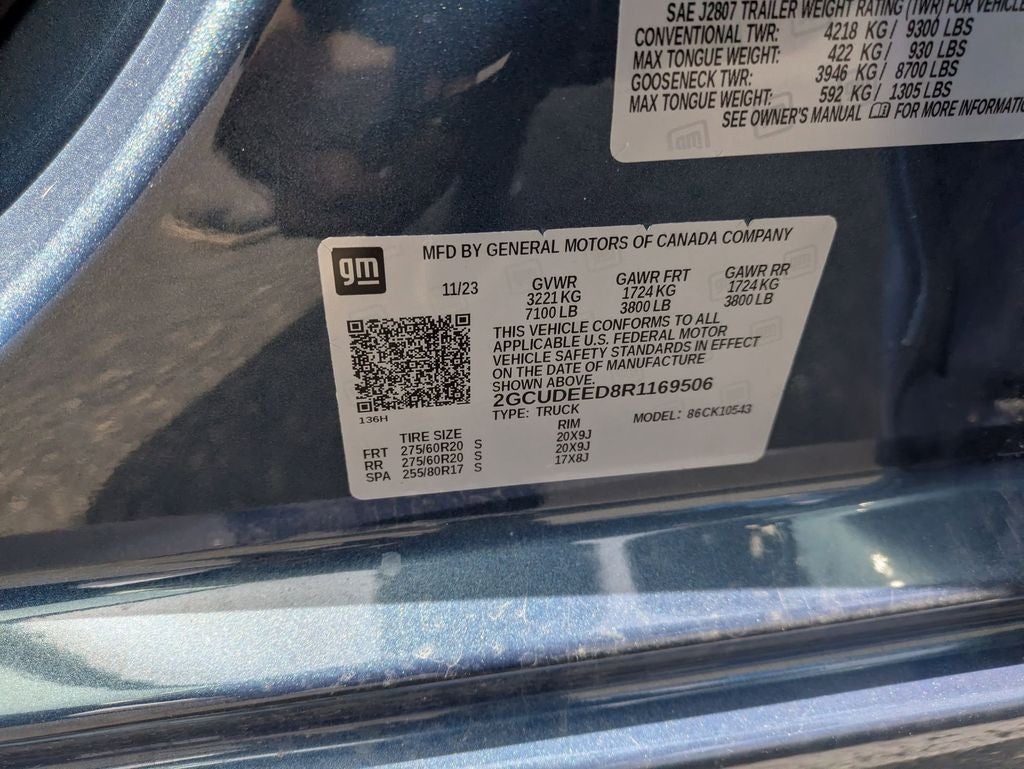 SAE J2807 TRAILER WEIGHT RATING (TWR) FOR VEHICLE
CONVENTIONAL TWR: 4218 KG / 9300 LBS
MAX TONGUE WEIGHT: 422 KG / 930 LBS
GOOSENECK TWR: 3946 KG / 8700 LBS
MAX TONGUE WEIGHT: 592 KG / 1305 LBS
SEE OWNER'S MANUAL FOR MORE INFORMATIO
gm
gm
MFD BY GENERAL MOTORS OF CANADA COMPANY
11/23 GVWR GAWR FRT GAWR RR
3221 KG 1724 KG 1724 KG
7100 LB 3800 LB 3800 LB
THIS VEHICLE CONFORMS TO ALL
APPLICABLE U.S. FEDERAL MOTOR
VEHICLE SAFETY STANDARDS IN EFFECT
ON THE DATE OF MANUFACTURE
SHOWN ABOVE.
2GCUDEED8R1169506
TYPE: TRUCK MODEL: 86CK10543
136H
TIRE SIZE RIM
FRT 275/60R20 S 20X9J
RR 275/60R20 S 20X9J
SPA 255/80R17 S 17X8J